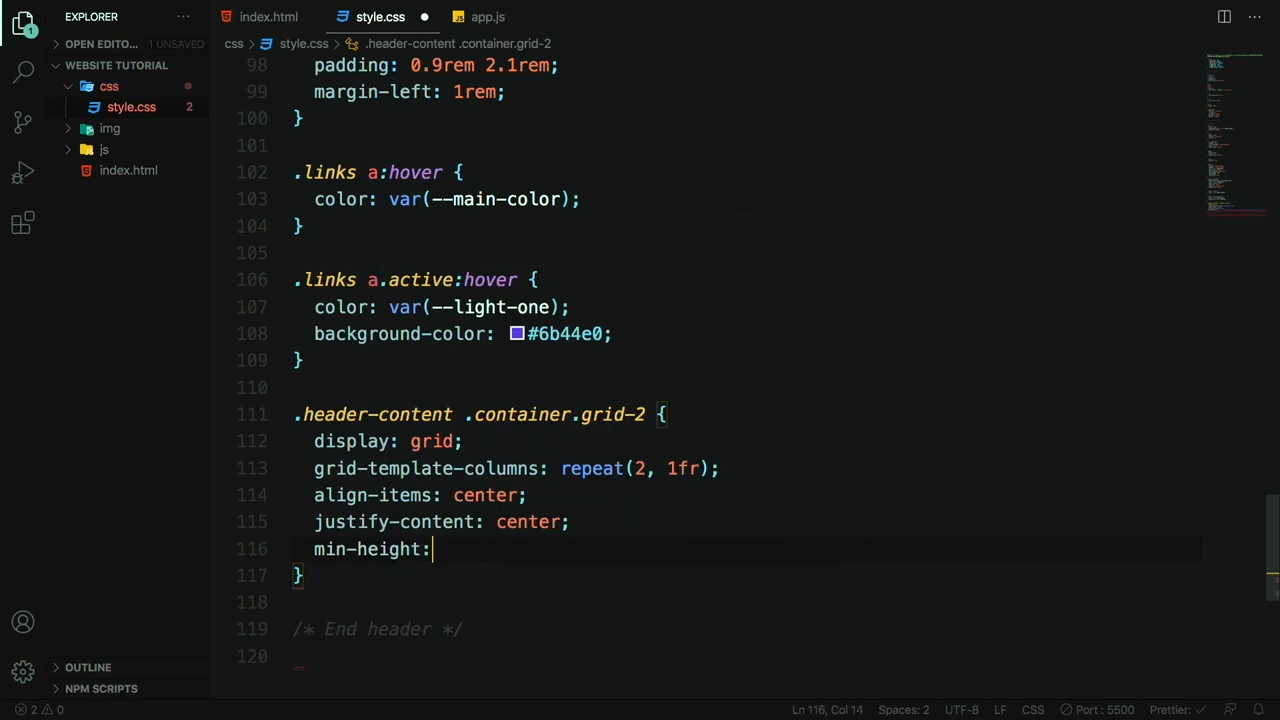 EXPLORER
index.html
style.css
JS app.js
OPEN EDITO... 1 UNSAVED
css > style.css > .header-content .container.grid-2
WEBSITE TUTORIAL
css
style.css 2
img
js
index.html
98 padding: 0.9rem 2.1rem;
99 margin-left: 1rem;
100 }
101
102 .links a:hover {
103 color: var(--main-color);
104 }
105
106 .links a.active:hover {
107 color: var(--light-one);
108 background-color: #6b44e0;
109 }
110
111 .header-content .container.grid-2 {
112 display: grid;
113 grid-template-columns: repeat(2, 1fr);
114 align-items: center;
115 justify-content: center;
116 min-height:
117 }
118
119 /* End header */
120
1
OUTLINE
NPM SCRIPTS
2 0 Ln 116, Col 14 Spaces: 2 UTF-8 LF CSS Port : 5500 Prettier: ✓